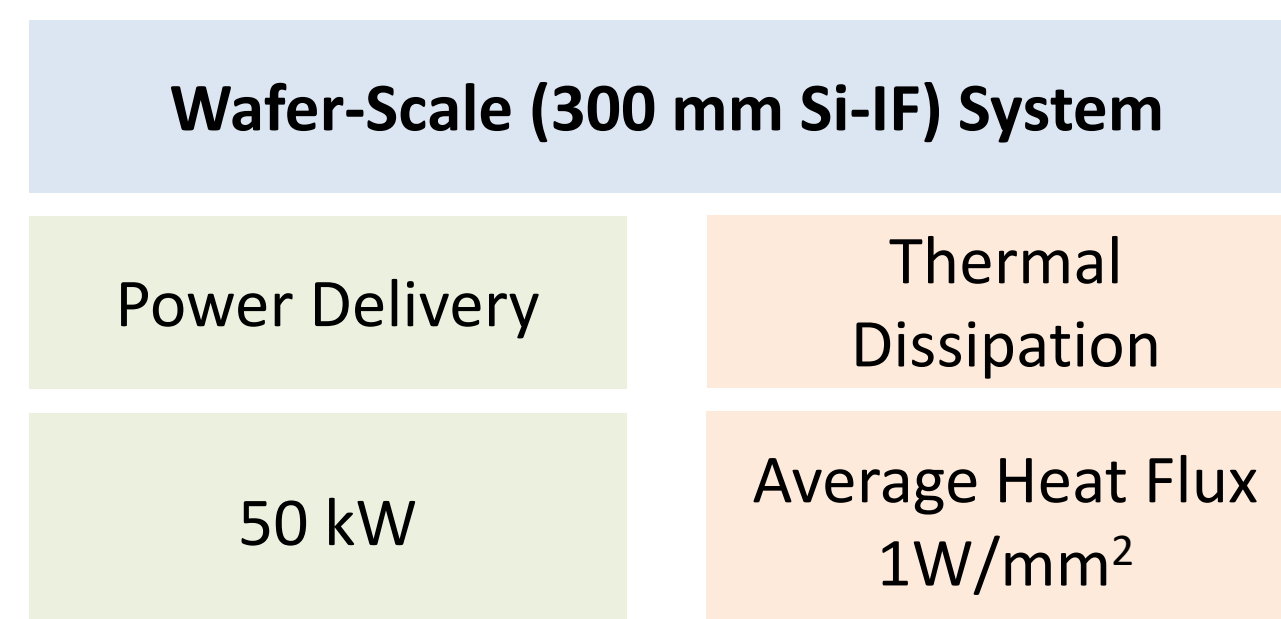 Wafer-Scale (300 mm Si-IF) System
Power Delivery
Thermal
Dissipation
50 kW
Average Heat Flux
1W/mm²